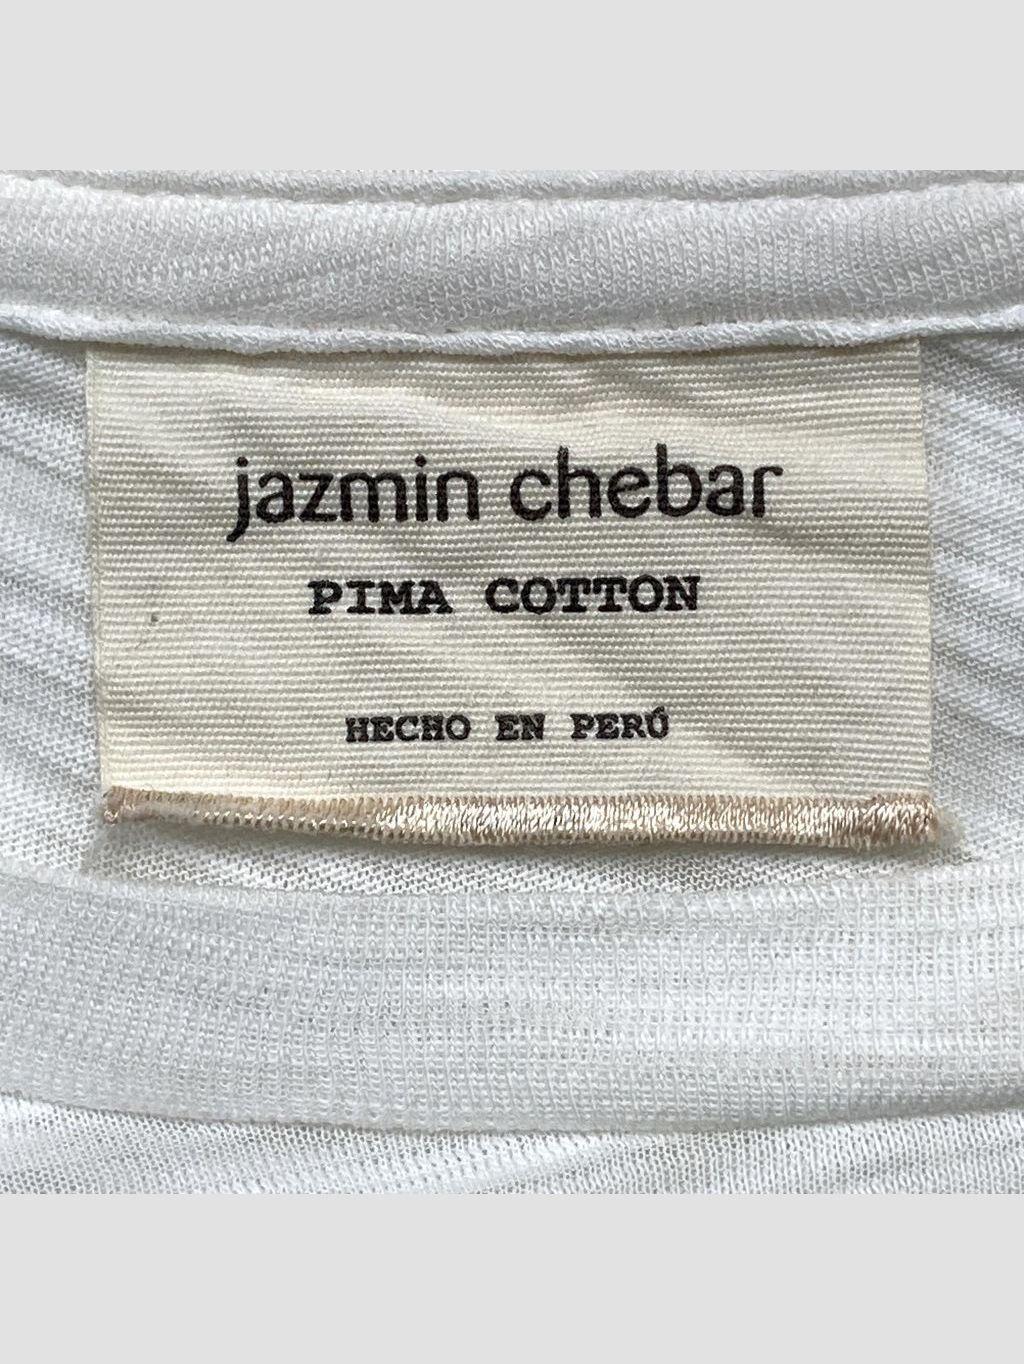 jazmin chebar
PIMA COTTON
HECHO EN PERÚ